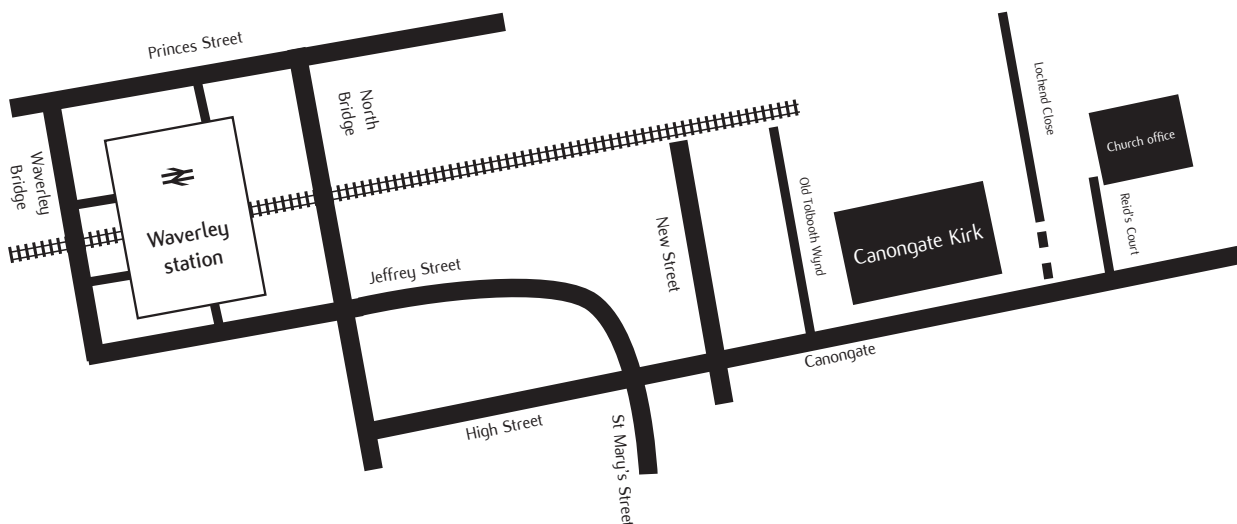 Princes Street
North
Bridge
Waverley
Bridge
Waverley
station
Jeffrey Street
High Street
St Mary's Street
New Street
Old Tolbooth Wynd
Canongate Kirk
Canongate
Lochend Close
Church office
Reid's Court